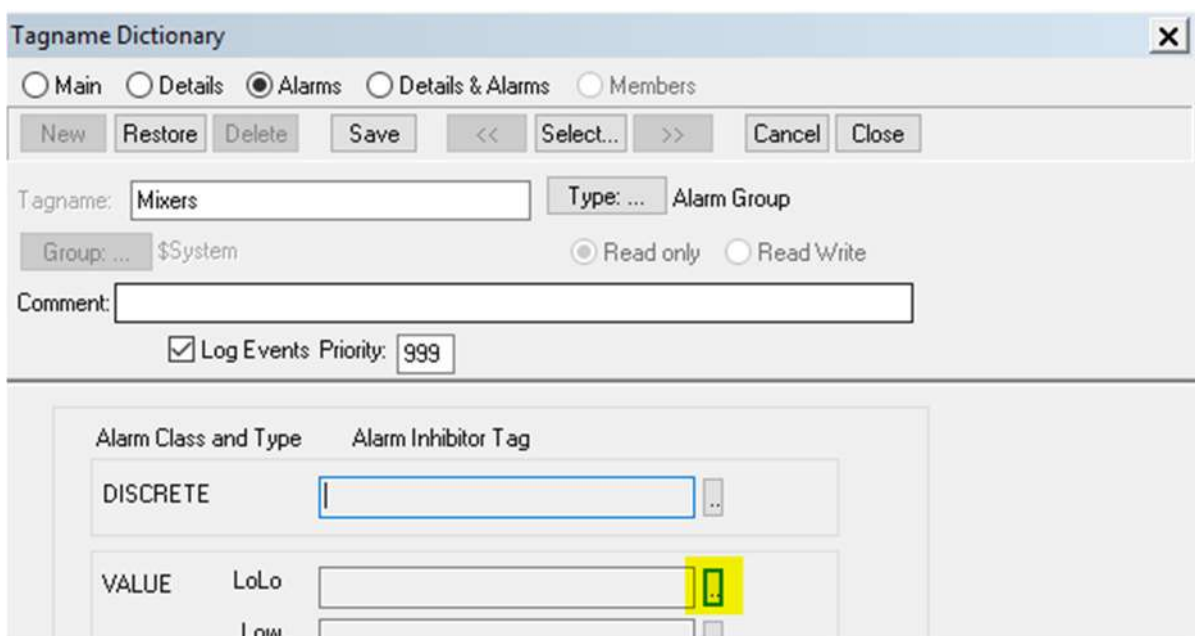 Tagname Dictionary
Main Details Alarms Details & Alarms Members
New Restore Delete Save << Select... >> Cancel Close
Tagname: Mixers Type: ... Alarm Group
Group: ... $System Read only Read Write
Comment:
Log Events Priority: 999
Alarm Class and Type Alarm Inhibitor Tag
DISCRETE ..
VALUE LoLo ..
Low